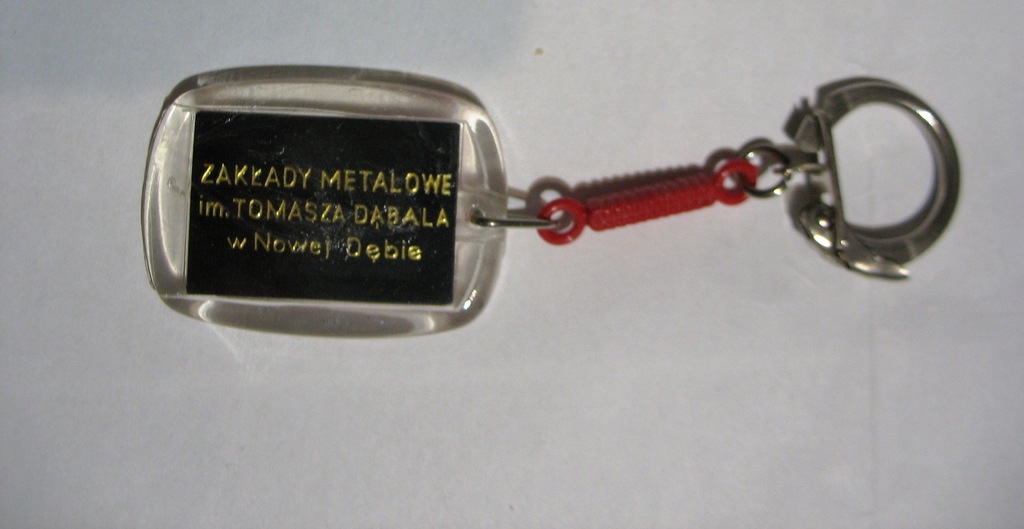 ZAKŁADY METALOWE
im. TOMASZA DĄBALA
w Nowej Dębie